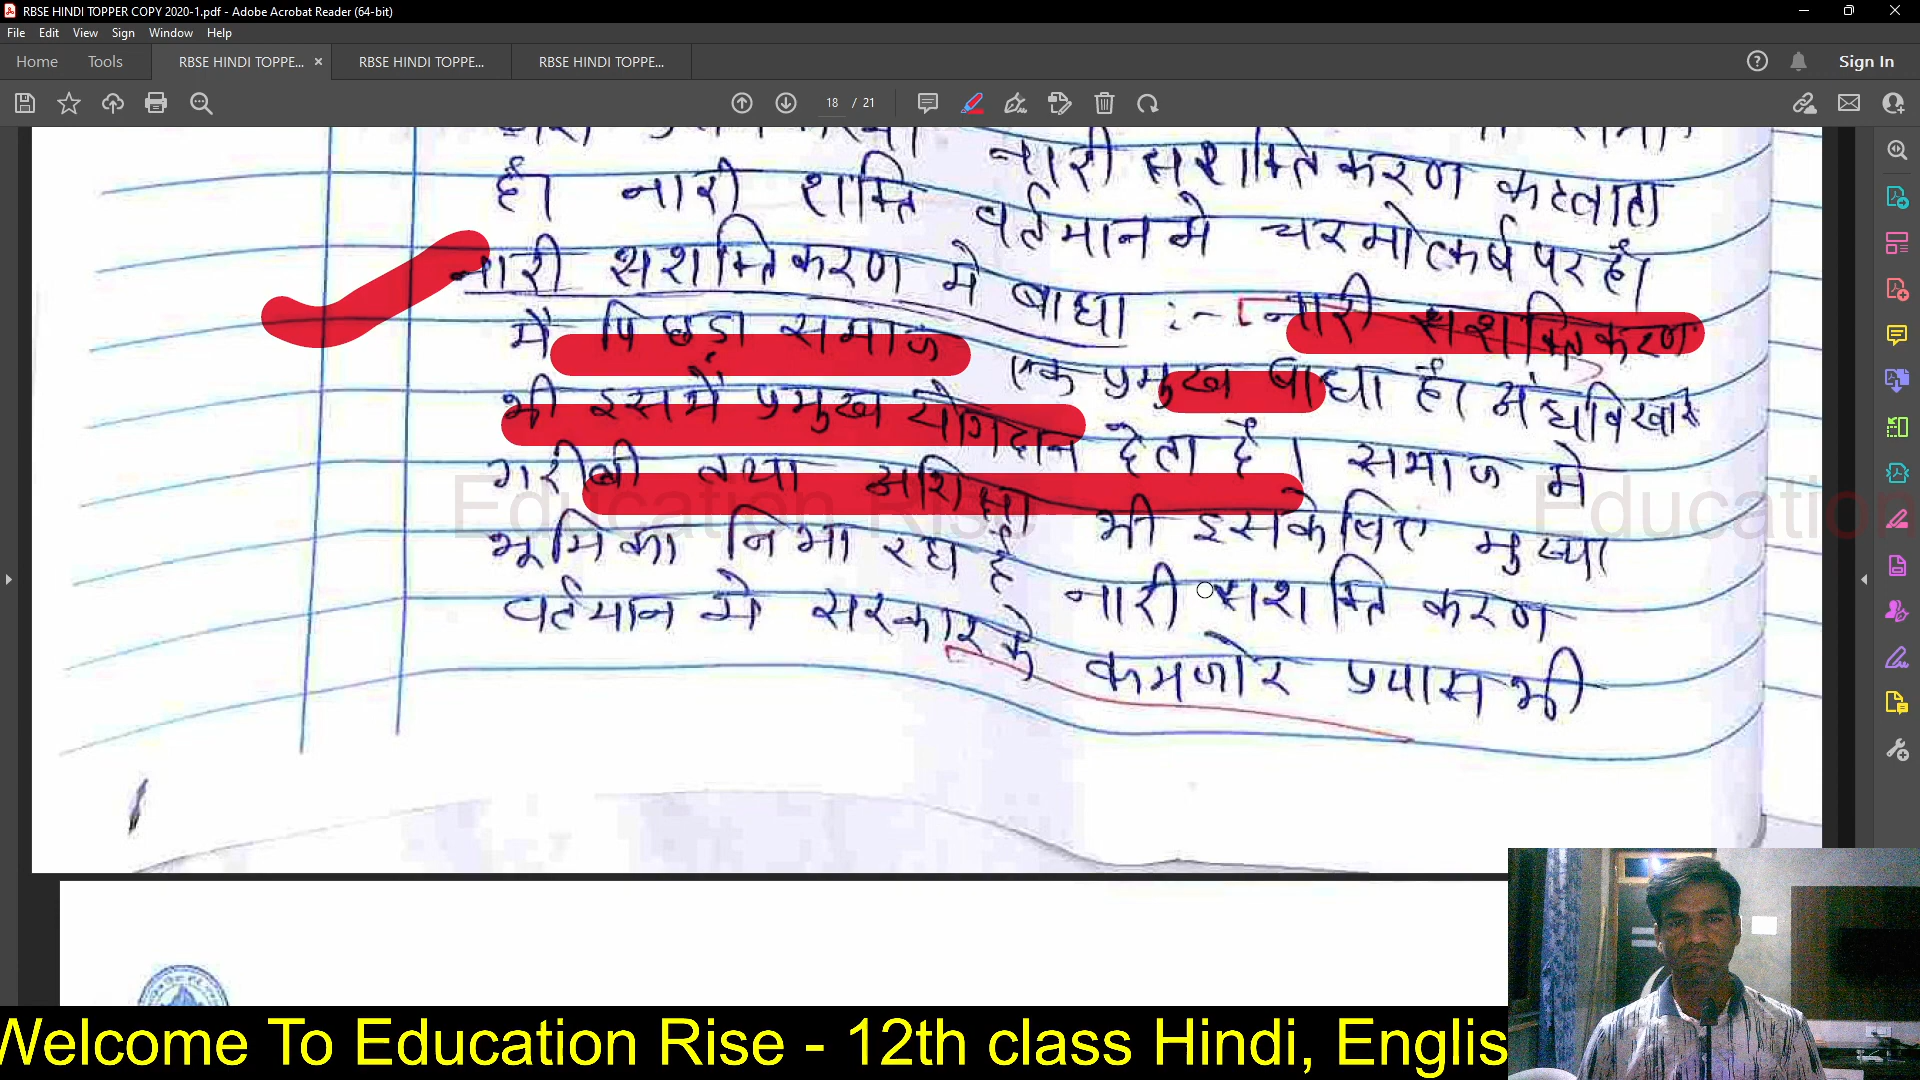 RBSE HINDI TOPPER COPY 2020-1.pdf - Adobe Acrobat Reader (64-bit)
File Edit View Sign Window Help
Home Tools RBSE HINDI TOPPE... × RBSE HINDI TOPPE... RBSE HINDI TOPPE... Sign In
18 / 21
नारी सशक्तिकरण कहलाता
है। नारी शक्ति वर्तमान मे चरमोत्कर्ष पर है।
नारी सशक्तिकरण मे बाधा :- नारी सशक्तिकरण
में पिछड़ा समाज एक प्रमुख बाधा है। अंधविश्वास
भी इसमें प्रमुख योगदान देता है। समाज मे
गरीबी तथा अशिक्षा भी इसके लिए मुख्या
भूमिका निभा रहा है नारी सशक्ति करण
वर्तमान मे सरकार के कमजोर प्रयास भी
Education Rise
Education
Welcome To Education Rise - 12th class Hindi, Englis